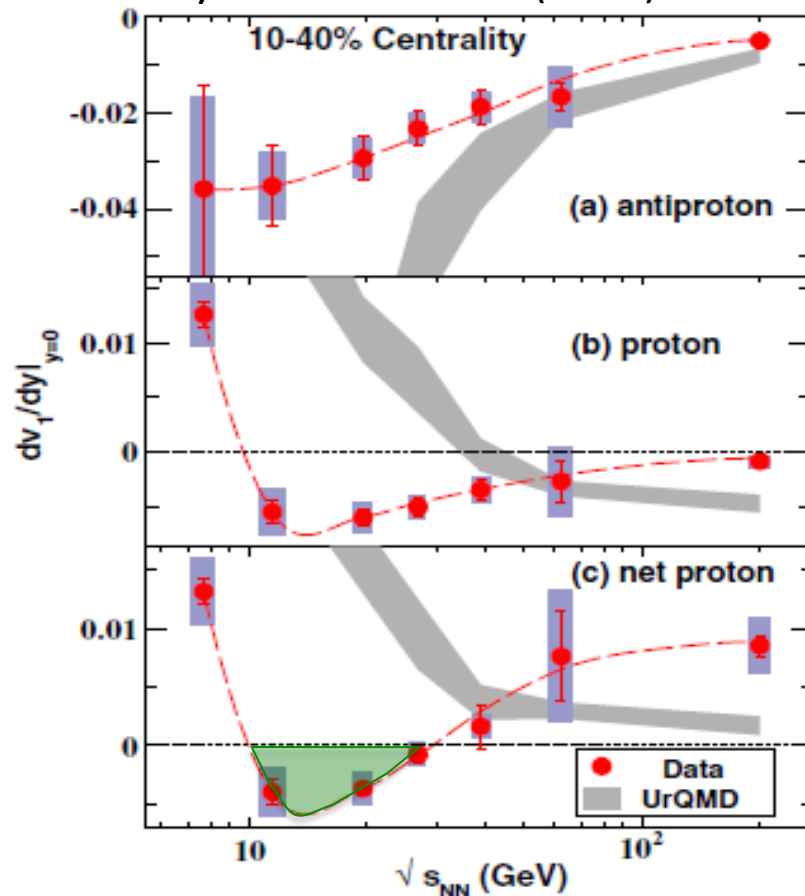 10-40% Centrality
0
-0.02
-0.04
(a) antiproton
0.01
0
(b) proton
dv1/dy|y=0
0.01
0
(c) net proton
Data
UrQMD
10
10²
√ sNN (GeV)